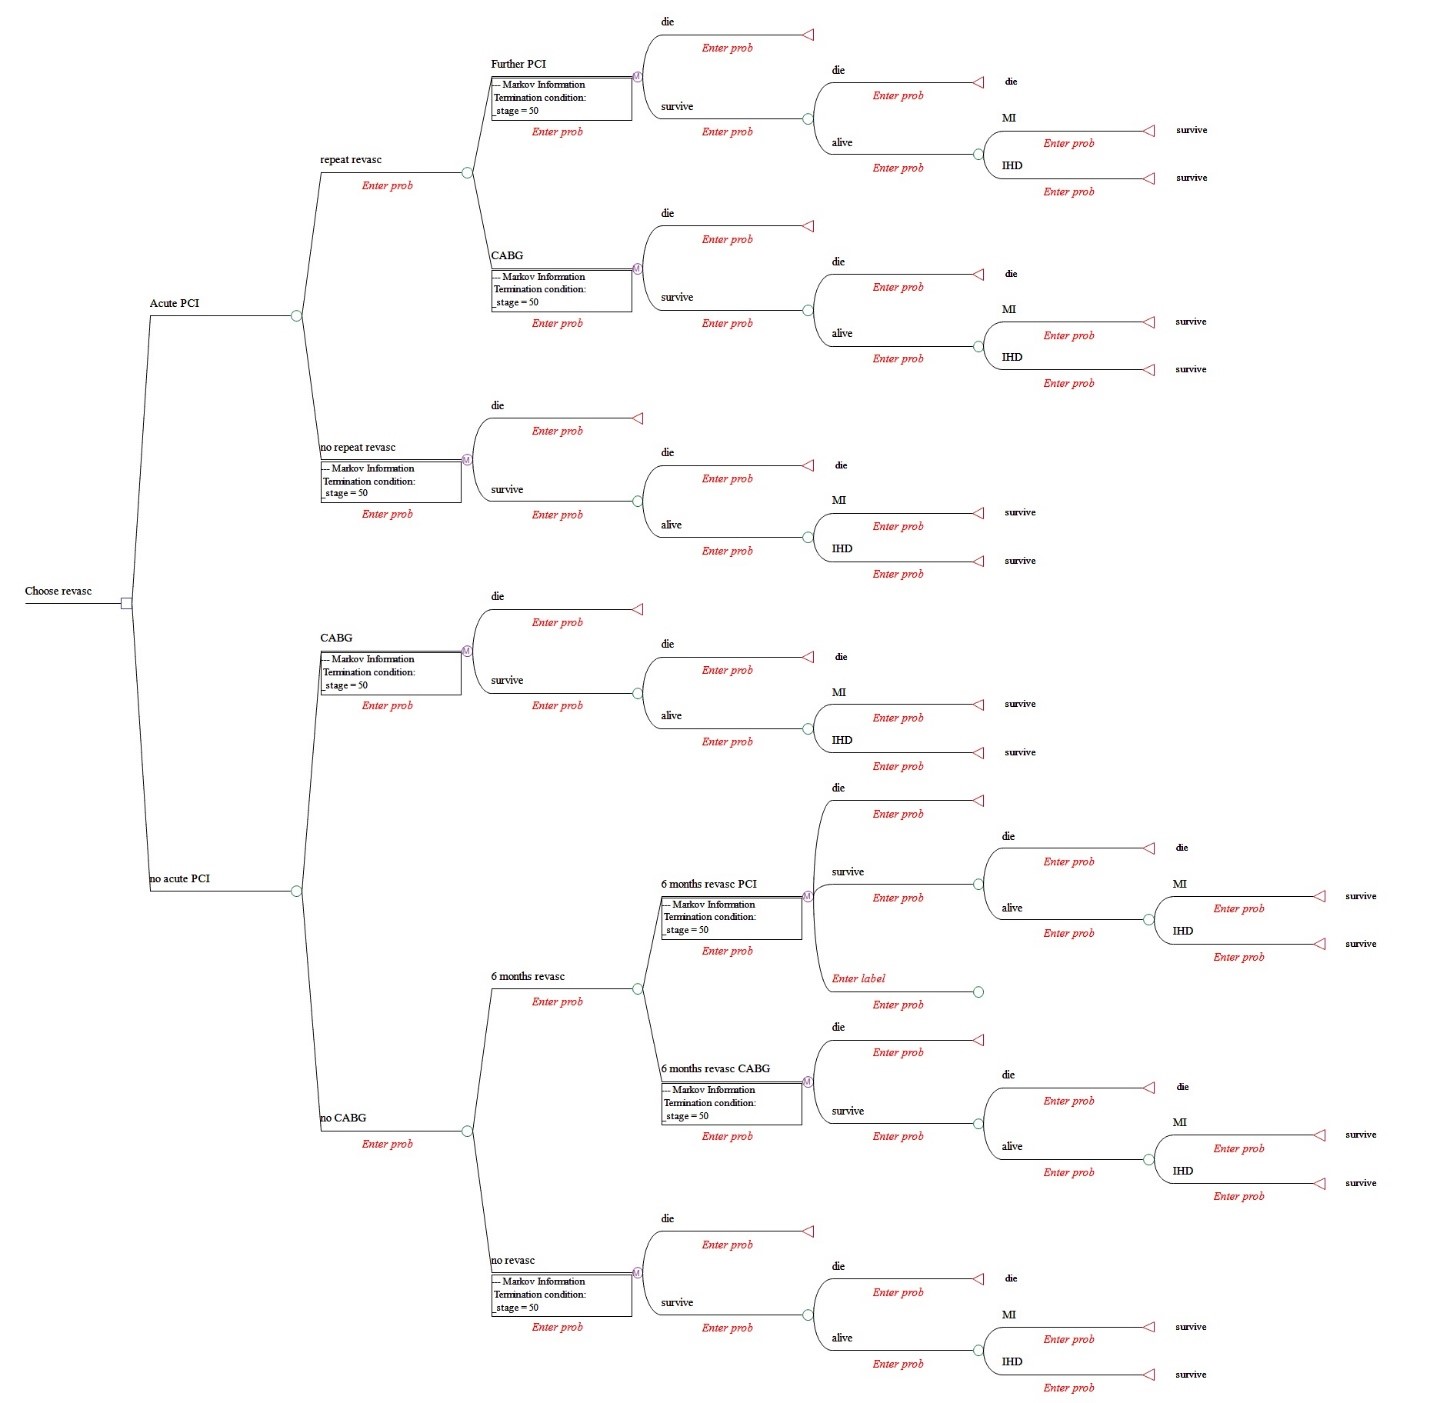 die
Enter prob
Further PCI
--- Markov Information
Termination condition:
_stage = 50
Enter prob
survive
Enter prob
die
Enter prob
die
alive
Enter prob
MI
Enter prob
survive
IHD
Enter prob
survive
repeat revasc
Enter prob
die
Enter prob
CABG
--- Markov Information
Termination condition:
_stage = 50
Enter prob
survive
Enter prob
die
Enter prob
die
alive
Enter prob
MI
Enter prob
survive
IHD
Enter prob
survive
Acute PCI
die
Enter prob
no repeat revasc
--- Markov Information
Termination condition:
_stage = 50
Enter prob
survive
Enter prob
die
Enter prob
die
alive
Enter prob
MI
Enter prob
survive
IHD
Enter prob
survive
Choose revasc
die
Enter prob
CABG
--- Markov Information
Termination condition:
_stage = 50
Enter prob
survive
Enter prob
die
Enter prob
die
alive
Enter prob
MI
Enter prob
survive
IHD
Enter prob
survive
no acute PCI
die
Enter prob
6 months revasc PCI
--- Markov Information
Termination condition:
_stage = 50
Enter prob
survive
Enter prob
die
Enter prob
die
alive
Enter prob
MI
Enter prob
survive
IHD
Enter prob
survive
Enter label
Enter prob
6 months revasc
Enter prob
die
Enter prob
6 months revasc CABG
--- Markov Information
Termination condition:
_stage = 50
Enter prob
survive
Enter prob
die
Enter prob
die
alive
Enter prob
MI
Enter prob
survive
IHD
Enter prob
survive
no CABG
Enter prob
die
Enter prob
no revasc
--- Markov Information
Termination condition:
_stage = 50
Enter prob
survive
Enter prob
die
Enter prob
die
alive
Enter prob
MI
Enter prob
survive
IHD
Enter prob
survive